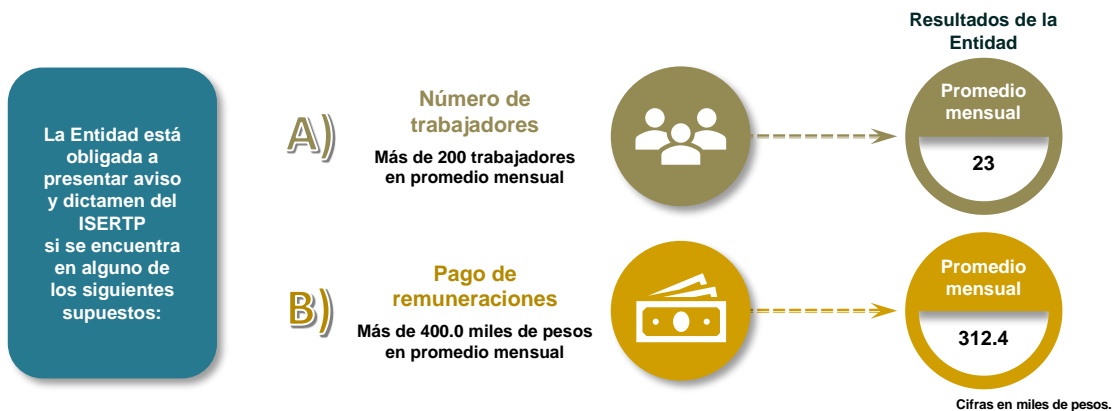 La Entidad está
obligada a
presentar aviso
y dictamen del
ISERTP
si se encuentra
en alguno de
los siguientes
supuestos:
A)
Número de
trabajadores
Más de 200 trabajadores
en promedio mensual
Resultados de la
Entidad
Promedio
mensual
23
B)
Pago de
remuneraciones
Más de 400.0 miles de pesos
en promedio mensual
Promedio
mensual
312.4
Cifras en miles de pesos.